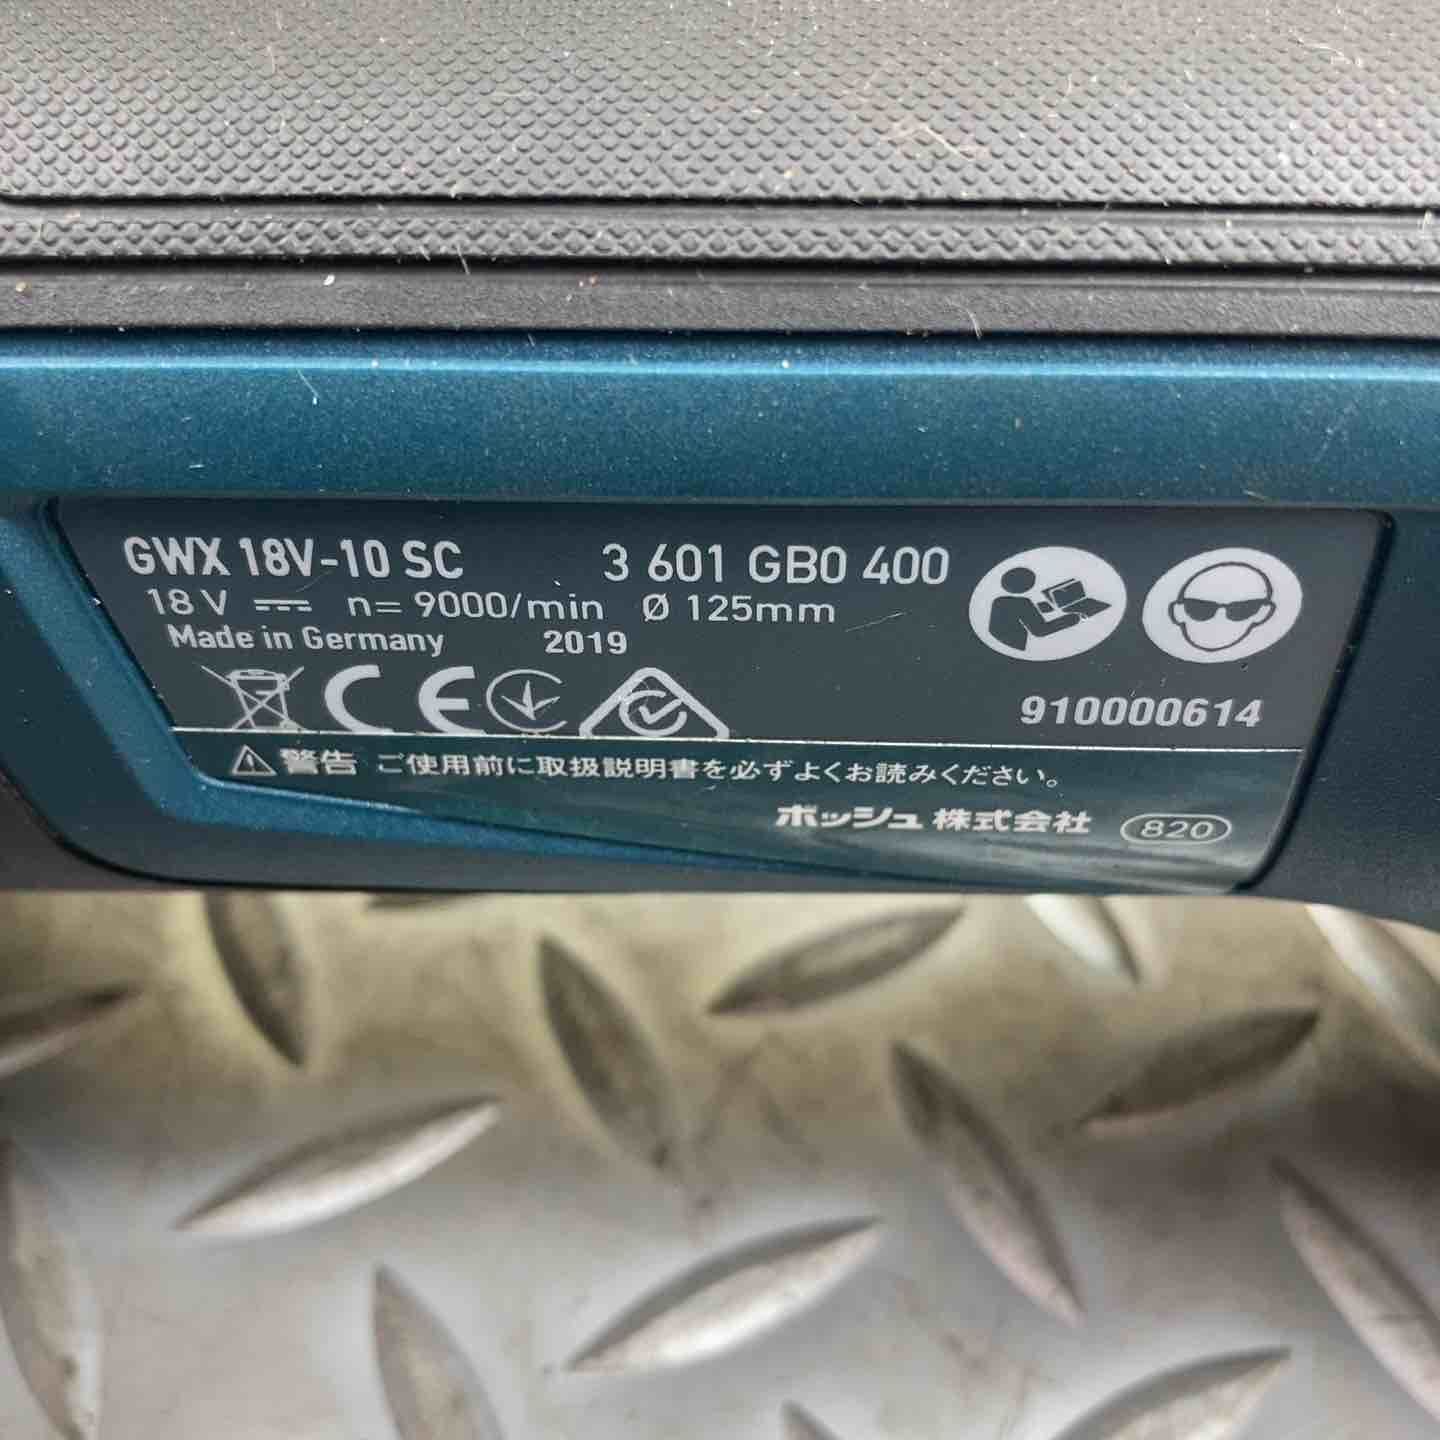 GWX 18V-10 SC 3 601 GB0 400
18 V n= 9000/min Ø 125mm
Made in Germany 2019
CE
910000614
警告 ご使用前に取扱説明書を必ずよくお読みください。
ボッシュ株式会社 820